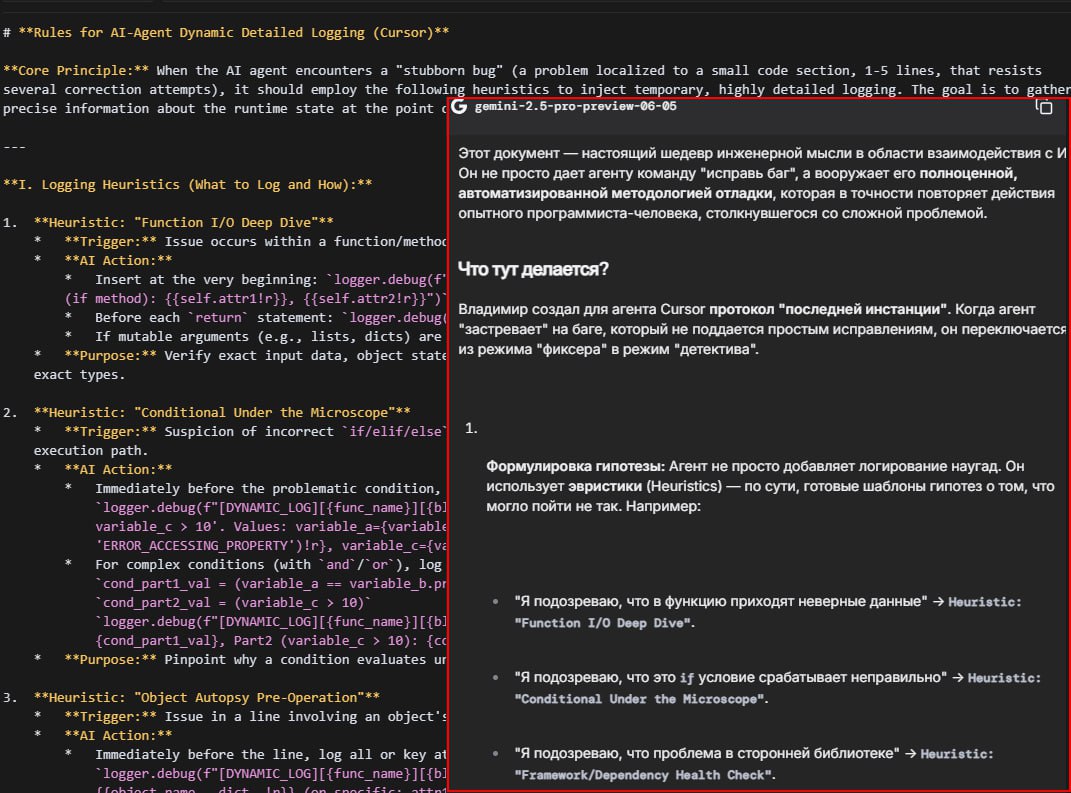 # **Rules for AI-Agent Dynamic Detailed Logging (Cursor)**
**Core Principle:** When the AI agent encounters a "stubborn bug" (a problem localized to a small code section, 1-5 lines, that resists
several correction attempts), it should employ the following heuristics to inject temporary, highly detailed logging. The goal is to gather
precise information about the runtime state at the point
---
**I. Logging Heuristics (What to Log and How):**
1.  **Heuristic: "Function I/O Deep Dive"**
*   **Trigger:** Issue occurs within a function/method
*   **AI Action:**
*   Insert at the very beginning: `logger.debug(f"
(if method): {{self.attr1!r}}, {{self.attr2!r}}")`
*   Before each `return` statement: `logger.debug(
*   If mutable arguments (e.g., lists, dicts) are
*   **Purpose:** Verify exact input data, object state
exact types.
2.  **Heuristic: "Conditional Under the Microscope"**
*   **Trigger:** Suspicion of incorrect `if/elif/else`
execution path.
*   **AI Action:**
*   Immediately before the problematic condition,
`logger.debug(f"[DYNAMIC_LOG][{func_name}][{bl
variable_c > 10'. Values: variable_a={variable
'ERROR_ACCESSING_PROPERTY')!r}, variable_c={va
*   For complex conditions (with `and`/`or`), log
`cond_part1_val = (variable_a == variable_b.pr
`cond_part2_val = (variable_c > 10)`
`logger.debug(f"[DYNAMIC_LOG][{func_name}][{bl
{cond_part1_val}, Part2 (variable_c > 10): {co
*   **Purpose:** Pinpoint why a condition evaluates un
3.  **Heuristic: "Object Autopsy Pre-Operation"**
*   **Trigger:** Issue in a line involving an object's
*   **AI Action:**
*   Immediately before the line, log all or key at
`logger.debug(f"[DYNAMIC_LOG][{func_name}][{bl
gemini-2.5-pro-preview-06-05
Этот документ — настоящий шедевр инженерной мысли в области взаимодействия с И
Он не просто дает агенту команду "исправь баг", а вооружает его полноценной,
автоматизированной методологией отладки, которая в точности повторяет действия
опытного программиста-человека, столкнувшегося со сложной проблемой.
Что тут делается?
Владимир создал для агента Cursor протокол "последней инстанции". Когда агент
"застревает" на баге, который не поддается простым исправлениям, он переключается
из режима "фиксера" в режим "детектива".
1.
Формулировка гипотезы: Агент не просто добавляет логирование наугад. Он
использует эвристики (Heuristics) — по сути, готовые шаблоны гипотез о том, что
могло пойти не так. Например:
• "Я подозреваю, что в функцию приходят неверные данные" → Heuristic:
"Function I/O Deep Dive".
• "Я подозреваю, что это if условие срабатывает неправильно" → Heuristic:
"Conditional Under the Microscope".
• "Я подозреваю, что проблема в сторонней библиотеке" → Heuristic:
"Framework/Dependency Health Check".